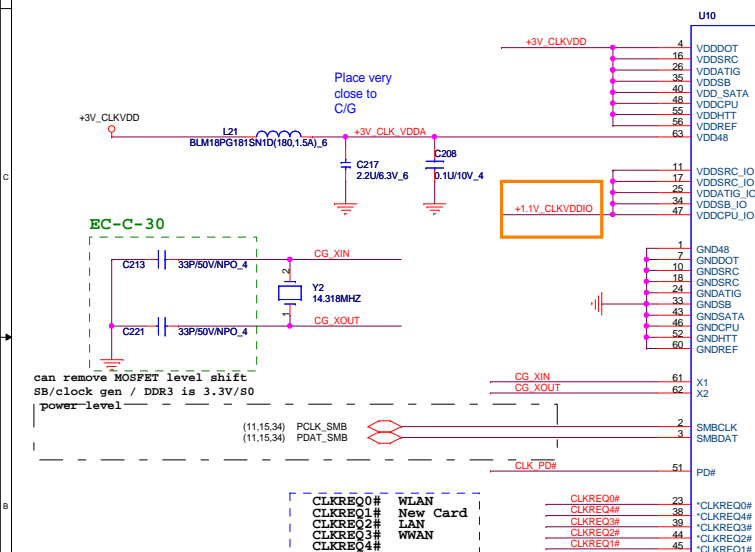 U10
+3V_CLKVDD
4 VDDDOT
16 VDDSRC
26 VDDATIG
35 VDDSB
40 VDD_SATA
48 VDDCPU
55 VDDHTT
56 VDDREF
63 VDD48
Place very
close to
C/G
+3V_CLKVDD
L21
BLM18PG181SN1D(180,1.5A)_6
+3V_CLK_VDDA
C217
2.2U/6.3V_6
C208
0.1U/10V_4
C
11 VDDSRC_IO
17 VDDSRC_IO
25 VDDATIG_IO
34 VDDSB_IO
47 VDDCPU_IO
+1.1V_CLKVDDIO
EC-C-30
C213
33P/50V/NPO_4
CG_XIN
2
Y2
14.318MHZ
1
C221
33P/50V/NPO_4
CG_XOUT
1 GND48
7 GNDDOT
10 GNDSRC
18 GNDSRC
24 GNDATIG
33 GNDSB
43 GNDSATA
46 GNDCPU
52 GNDHTT
60 GNDREF
can remove MOSFET level shift
SB/clock gen / DDR3 is 3.3V/S0
power level
CG_XIN 61 X1
CG_XOUT 62 X2
(11,15,34) PCLK_SMB 2 SMBCLK
(11,15,34) PDAT_SMB 3 SMBDAT
CLK_PD# 51 PD#
B
CLKREQ0# WLAN
CLKREQ1# New Card
CLKREQ2# LAN
CLKREQ3# WWAN
CLKREQ4#
CLKREQ0# 23 *CLKREQ0#
CLKREQ4# 38 *CLKREQ4#
CLKREQ3# 39 *CLKREQ3#
CLKREQ2# 44 *CLKREQ2#
CLKREQ1# 45 *CLKREQ1#